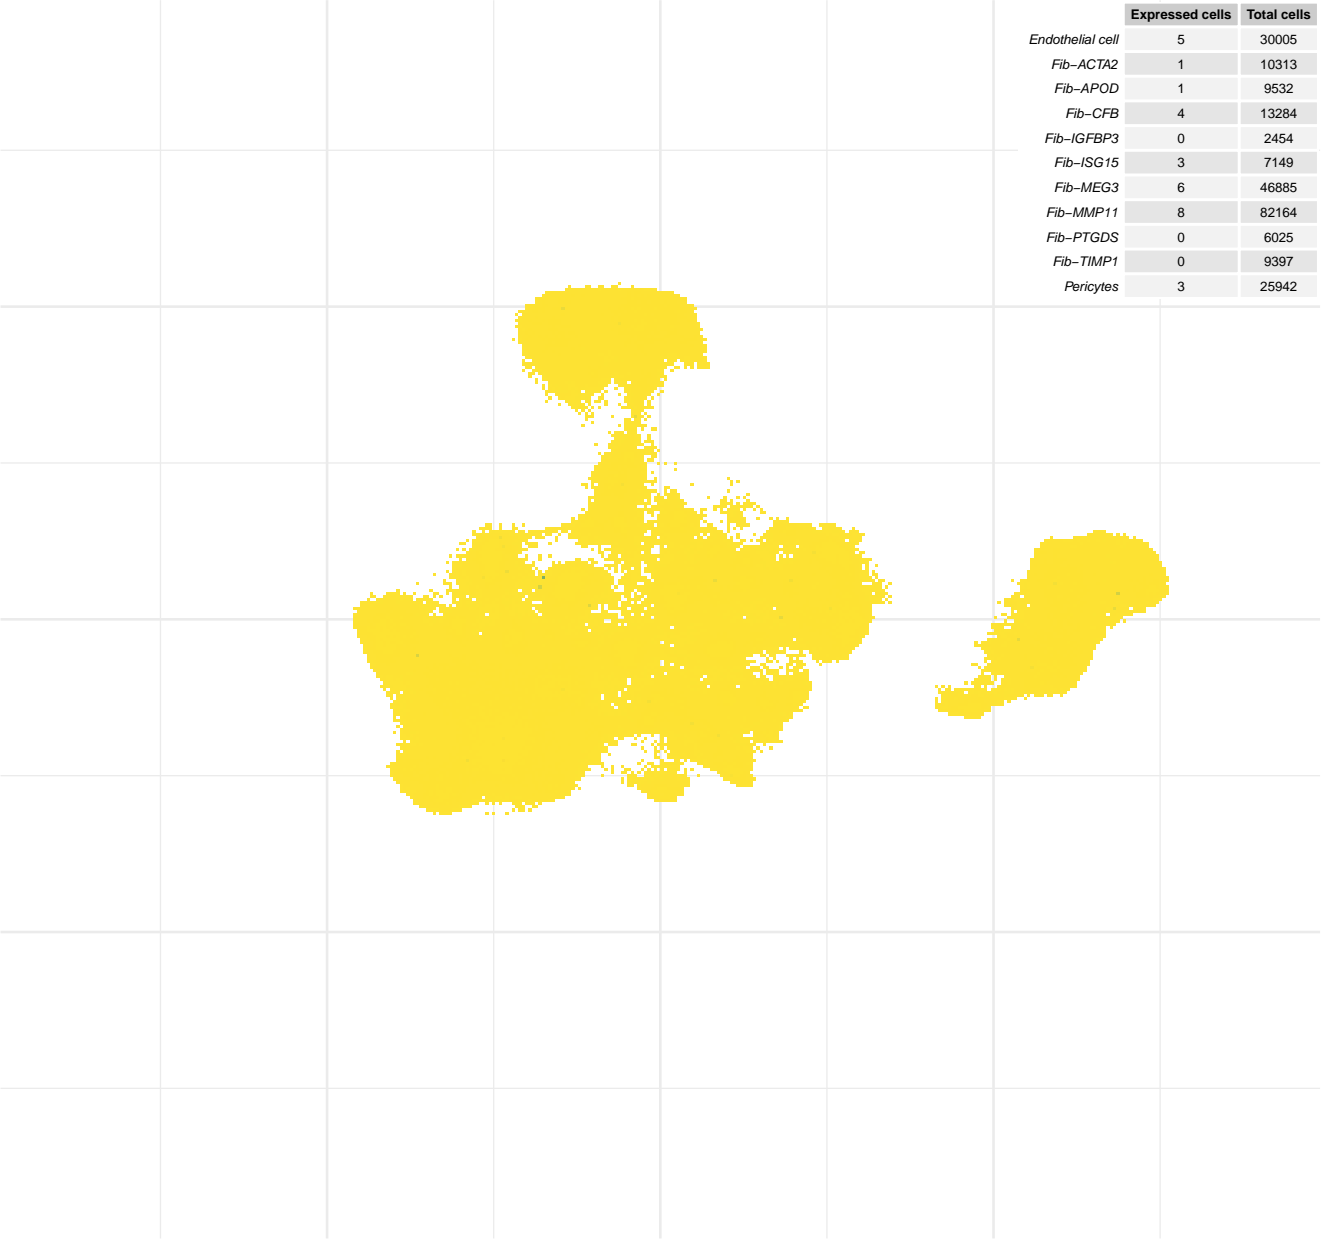 Expressed cells Total cells
Endothelial cell 5 30005
Fib−ACTA2 1 10313
Fib−APOD 1 9532
Fib−CFB 4 13284
Fib−IGFBP3 0 2454
Fib−ISG15 3 7149
Fib−MEG3 6 46885
Fib−MMP11 8 82164
Fib−PTGDS 0 6025
Fib−TIMP1 0 9397
Pericytes 3 25942